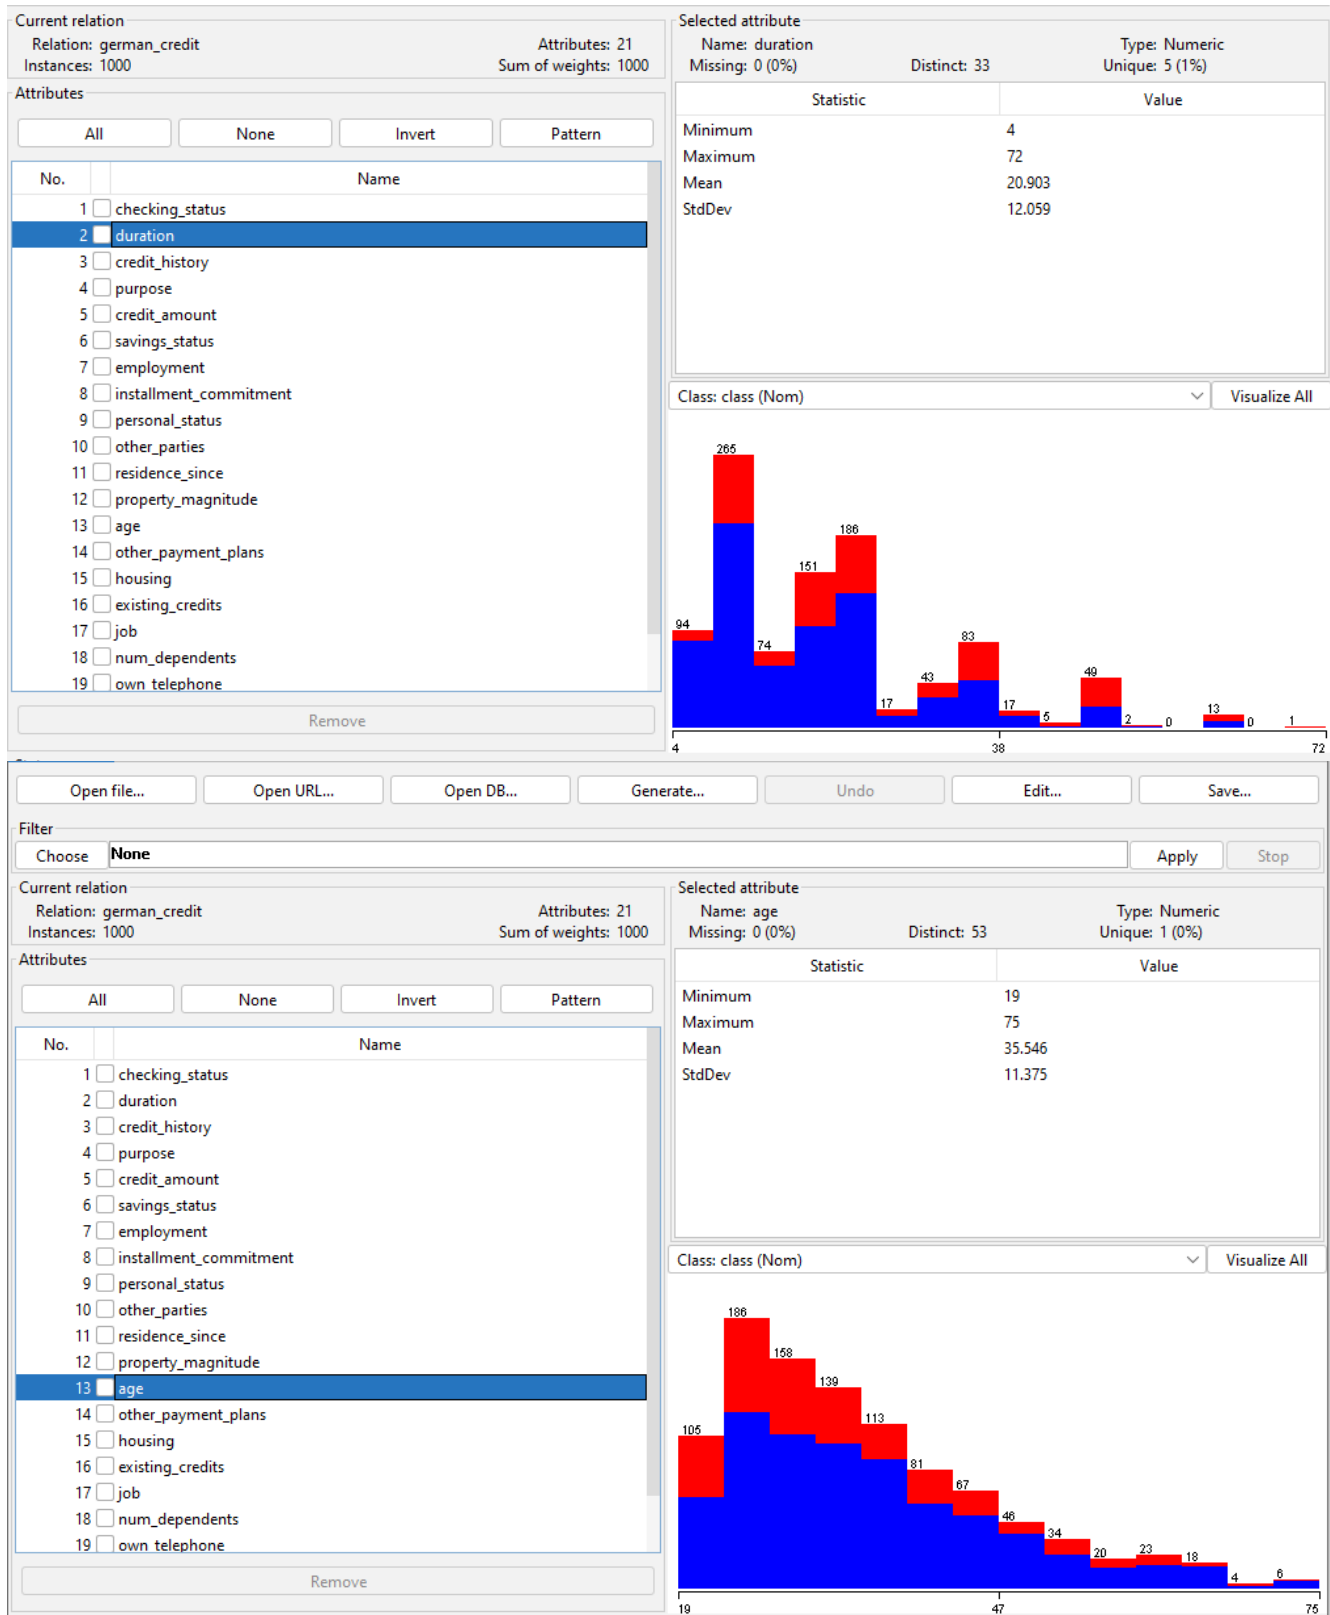 Current relation
Relation: german_credit Attributes: 21
Instances: 1000 Sum of weights: 1000
Attributes
All None Invert Pattern
No. Name
1 checking_status
2 duration
3 credit_history
4 purpose
5 credit_amount
6 savings_status
7 employment
8 installment_commitment
9 personal_status
10 other_parties
11 residence_since
12 property_magnitude
13 age
14 other_payment_plans
15 housing
16 existing_credits
17 job
18 num_dependents
19 own_telephone
Remove
Selected attribute
Name: duration Type: Numeric
Missing: 0 (0%) Distinct: 33 Unique: 5 (1%)
Statistic Value
Minimum 4
Maximum 72
Mean 20.903
StdDev 12.059
Class: class (Nom) Visualize All
94 265 74 151 186 17 43 83 17 5 49 2 0 13 0 1
4 38 72
Open file... Open URL... Open DB... Generate... Undo Edit... Save...
Filter
Choose None Apply Stop
Current relation
Relation: german_credit Attributes: 21
Instances: 1000 Sum of weights: 1000
Attributes
All None Invert Pattern
No. Name
1 checking_status
2 duration
3 credit_history
4 purpose
5 credit_amount
6 savings_status
7 employment
8 installment_commitment
9 personal_status
10 other_parties
11 residence_since
12 property_magnitude
13 age
14 other_payment_plans
15 housing
16 existing_credits
17 job
18 num_dependents
19 own_telephone
Remove
Selected attribute
Name: age Type: Numeric
Missing: 0 (0%) Distinct: 53 Unique: 1 (0%)
Statistic Value
Minimum 19
Maximum 75
Mean 35.546
StdDev 11.375
Class: class (Nom) Visualize All
105 186 158 139 113 81 67 46 34 20 23 18 4 6
19 47 75